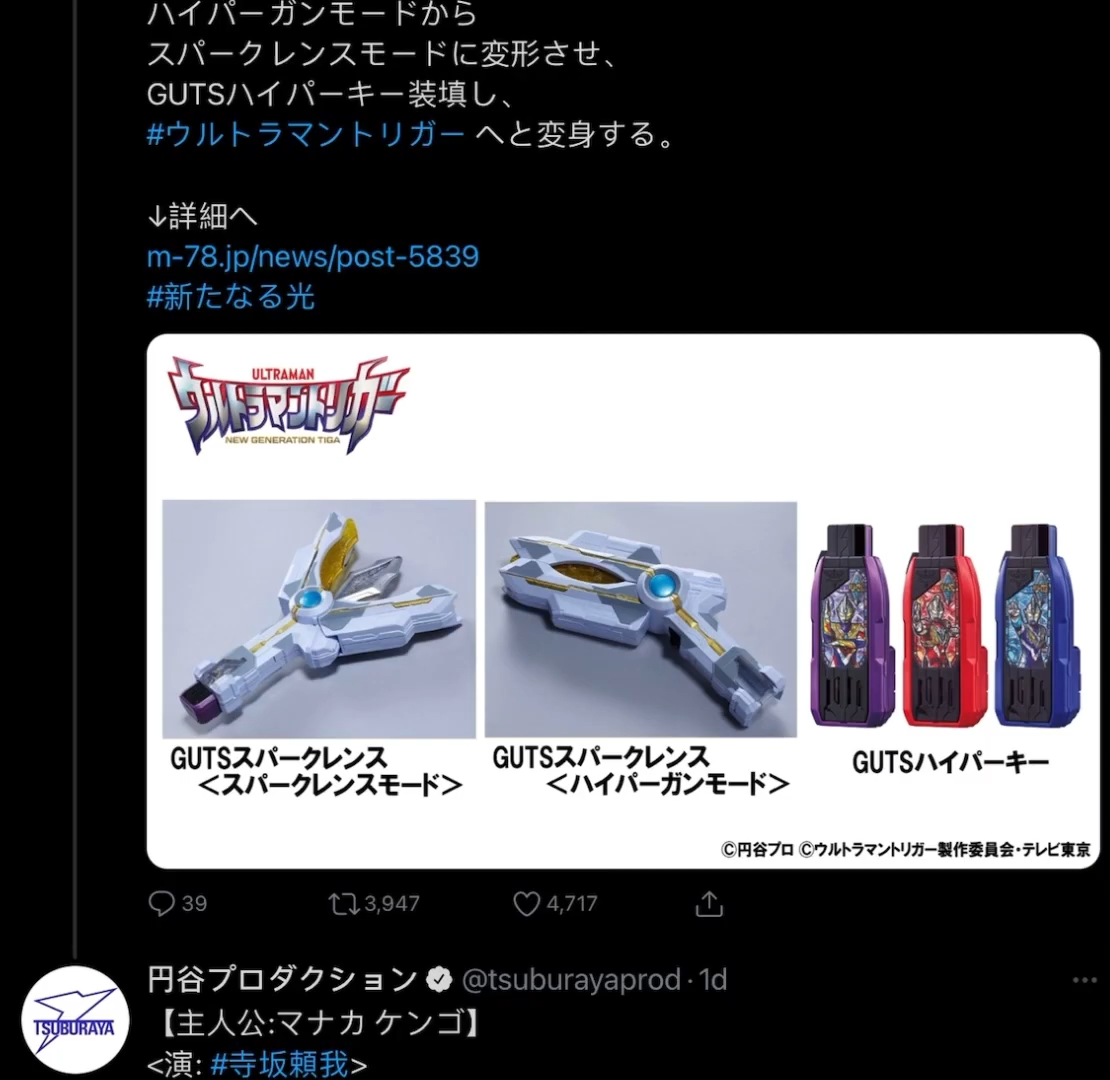 ハイパーガンモードから
スパークレンスモードに変形させ、
GUTSハイパーキー装填し、
#ウルトラマントリガー へと変身する。
↓詳細へ
m-78.jp/news/post-5839
#新たなる光
ULTRAMAN
ウルトラマントリガー
NEW GENERATION TIGA
GUTSスパークレンス
<スパークレンスモード>
GUTSスパークレンス
<ハイパーガンモード>
GUTSハイパーキー
©円谷プロ ©ウルトラマントリガー製作委員会・テレビ東京
39 3,947 4,717
円谷プロダクション @tsuburayaprod · 1d
TSUBURAYA
【主人公:マナカ ケンゴ】
<演: #寺坂頼我>